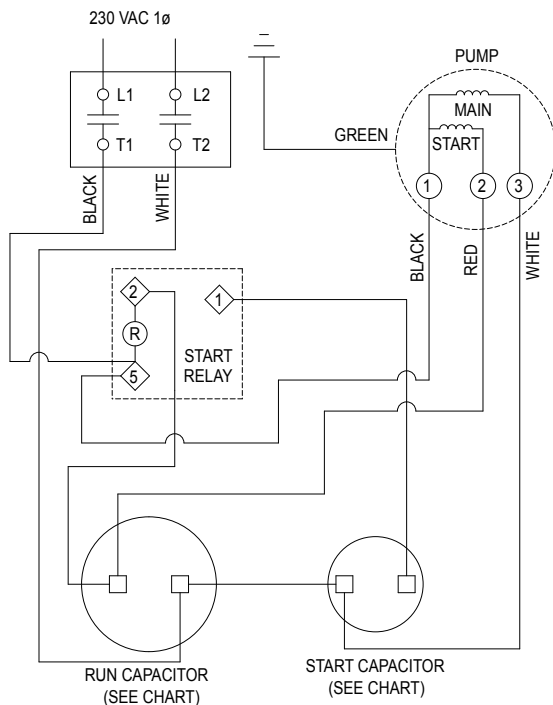 230 VAC 1ø
L1
L2
T1
T2
BLACK
WHITE
GREEN
PUMP
MAIN
START
1
2
3
BLACK
RED
WHITE
2
1
R
5
START
RELAY
RUN CAPACITOR
(SEE CHART)
START CAPACITOR
(SEE CHART)